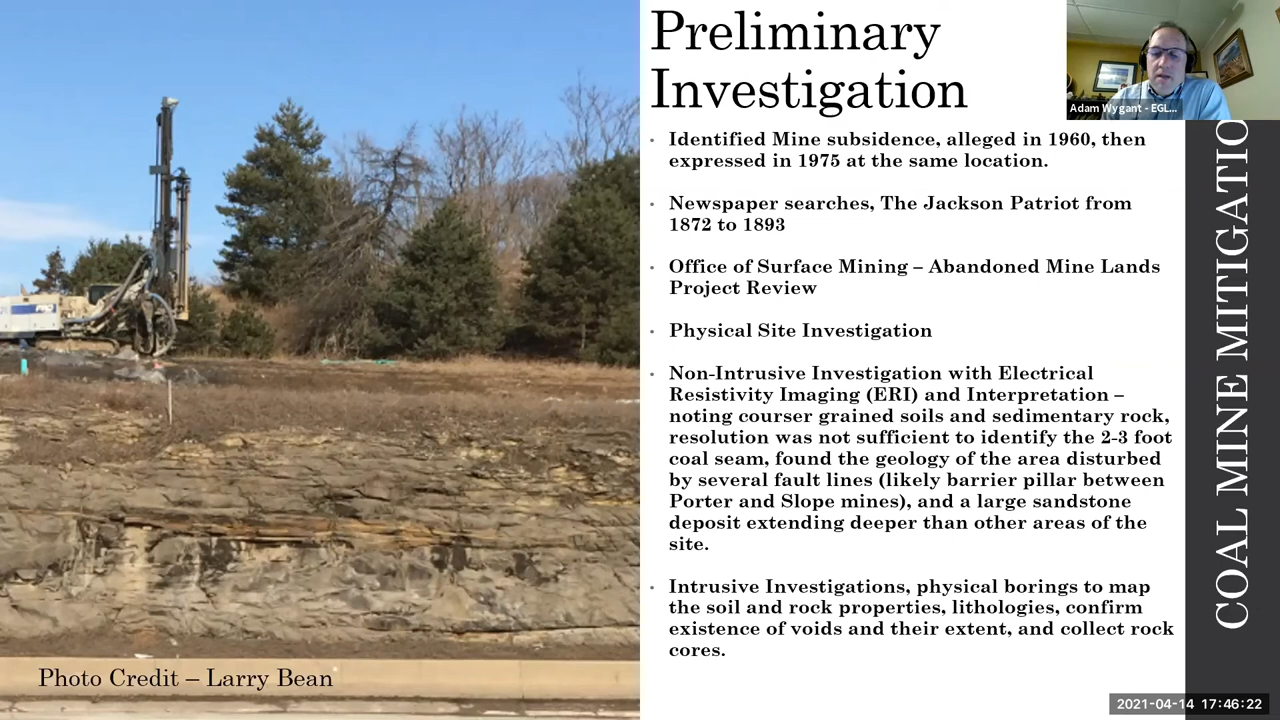 Preliminary
Investigation
Adam Wygant - EGL...
Identified Mine subsidence, alleged in 1960, then
expressed in 1975 at the same location.
Newspaper searches, The Jackson Patriot from
1872 to 1893
Office of Surface Mining – Abandoned Mine Lands
Project Review
Physical Site Investigation
Non-Intrusive Investigation with Electrical
Resistivity Imaging (ERI) and Interpretation –
noting courser grained soils and sedimentary rock,
resolution was not sufficient to identify the 2-3 foot
coal seam, found the geology of the area disturbed
by several fault lines (likely barrier pillar between
Porter and Slope mines), and a large sandstone
deposit extending deeper than other areas of the
site.
Intrusive Investigations, physical borings to map
the soil and rock properties, lithologies, confirm
existence of voids and their extent, and collect rock
cores.
COAL MINE MITIGATIO
Photo Credit – Larry Bean
2021-04-14 17:46:22